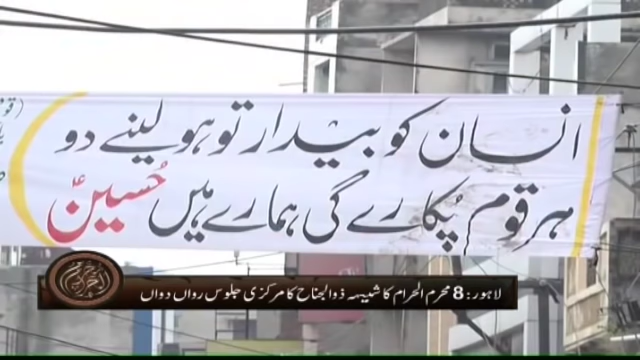 انسان کو بیدار تو ہو لینے دو
ہر قوم پکارے گی ہمارے ہیں حسینؑ
لاہور: 8 محرم الحرام کا شبیہہ ذوالجناح کا مرکزی جلوس رواں دواں